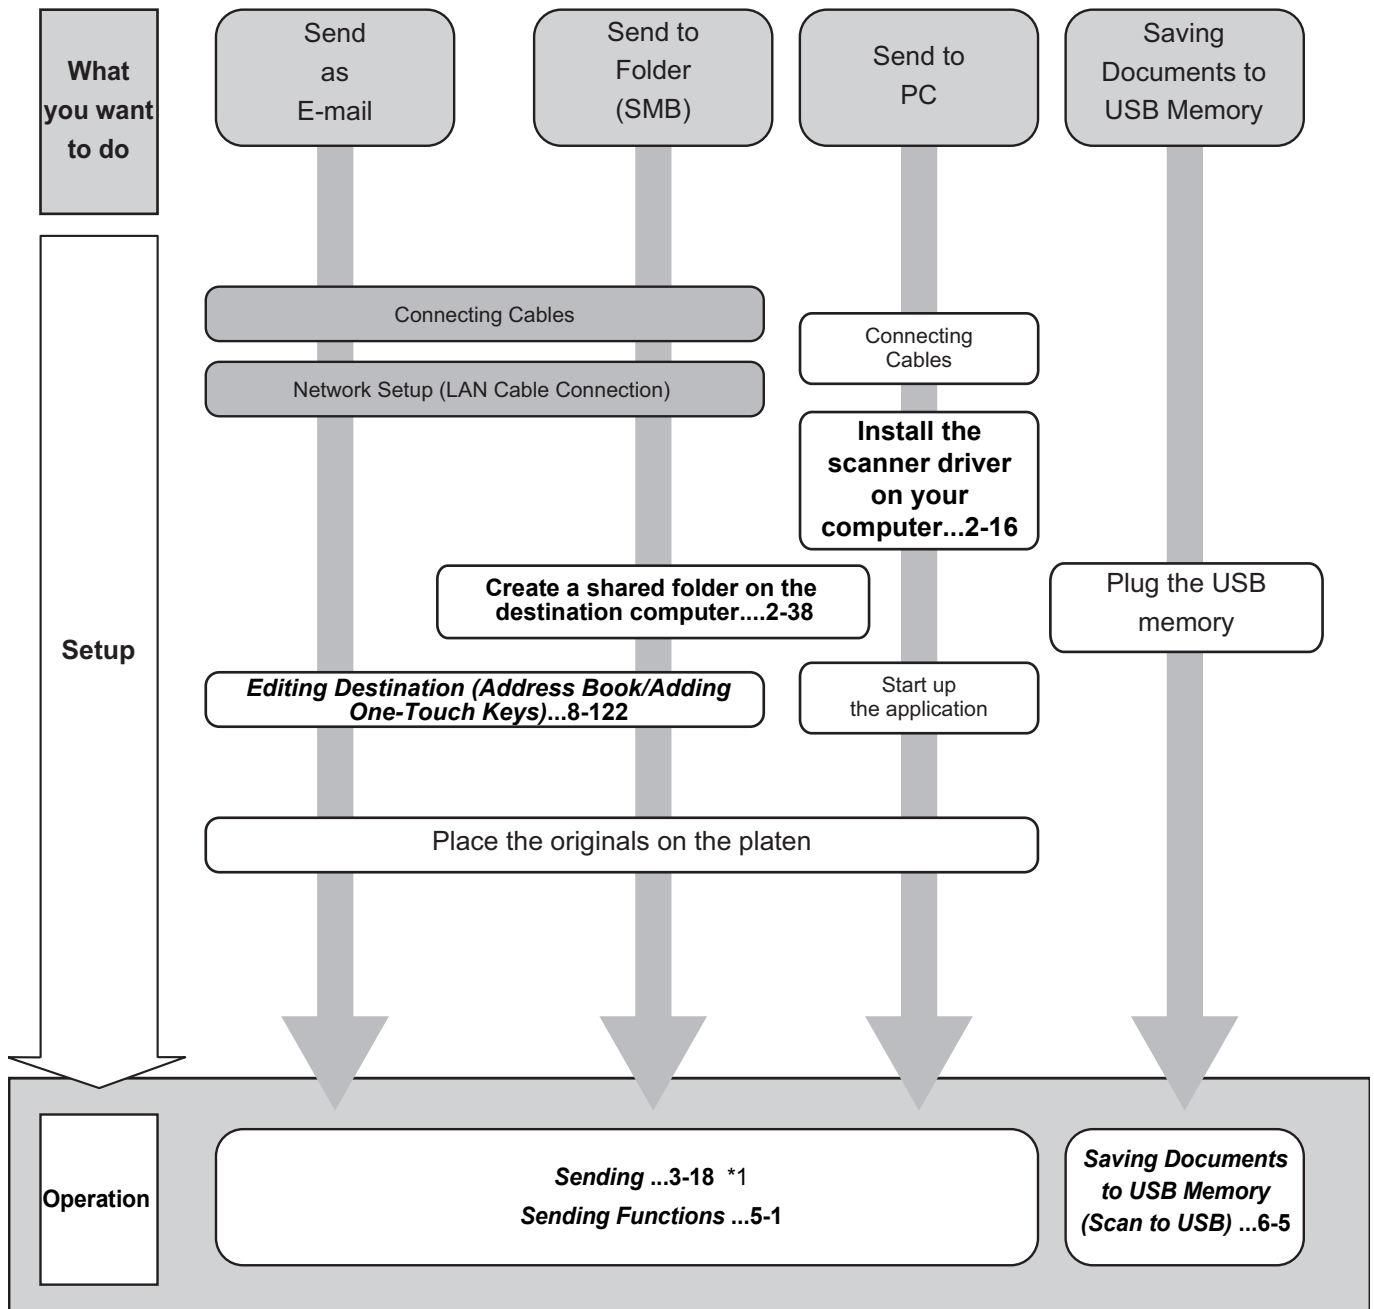 What
you want
to do
Send
as
E-mail
Send to
Folder
(SMB)
Send to
PC
Saving
Documents to
USB Memory
Setup
Connecting Cables
Network Setup (LAN Cable Connection)
Connecting
Cables
Install the
scanner driver
on your
computer...2-16
Create a shared folder on the
destination computer....2-38
Plug the USB
memory
Editing Destination (Address Book/Adding
One-Touch Keys)...8-122
Start up
the application
Place the originals on the platen
Operation
Sending ...3-18 *1
Sending Functions ...5-1
Saving Documents
to USB Memory
(Scan to USB) ...6-5